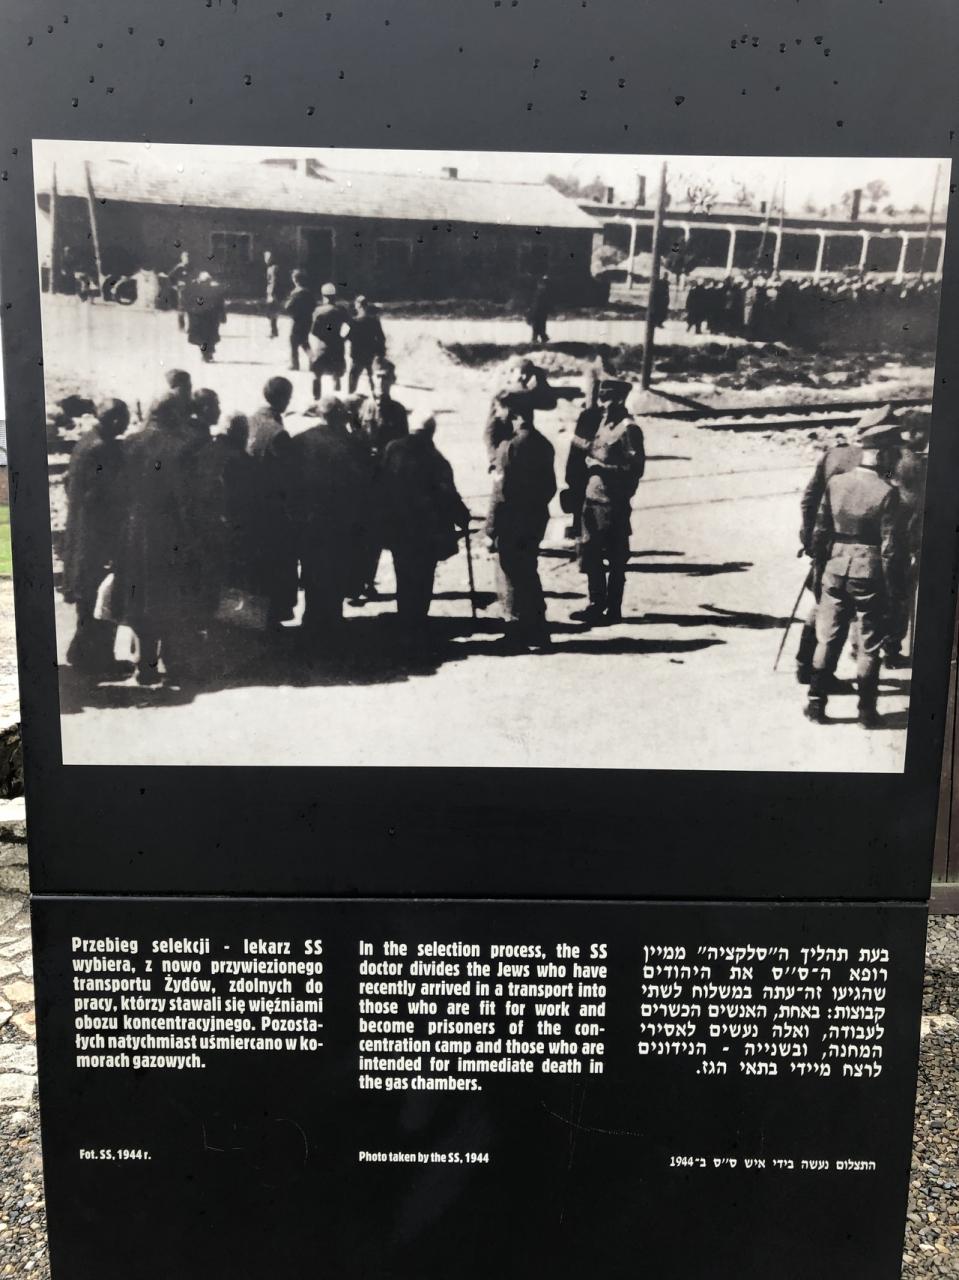 Przebieg selekcji - lekarz SS
wybiera, z nowo przywiezionego
transportu Żydów, zdolnych do
pracy, którzy stawali się więźniami
obozu koncentracyjnego. Pozosta-
łych natychmiast uśmiercano w ko-
morach gazowych.
Fot. SS, 1944 r.
In the selection process, the SS
doctor divides the Jews who have
recently arrived in a transport into
those who are fit for work and
become prisoners of the con-
centration camp and those who are
intended for immediate death in
the gas chambers.
Photo taken by the SS, 1944
בעת תהליך ה״סלקציה״ ממיין
רופא ה-ס״ס את היהודים
שהגיעו זה-עתה במשלוח לשתי
קבוצות: באחת, האנשים הכשרים
לעבודה, ואלה נעשים לאסירי
המחנה, ובשנייה - הנידונים
לרצח מיידי בתאי הגז.
התצלום נעשה בידי איש ס״ס ב-1944